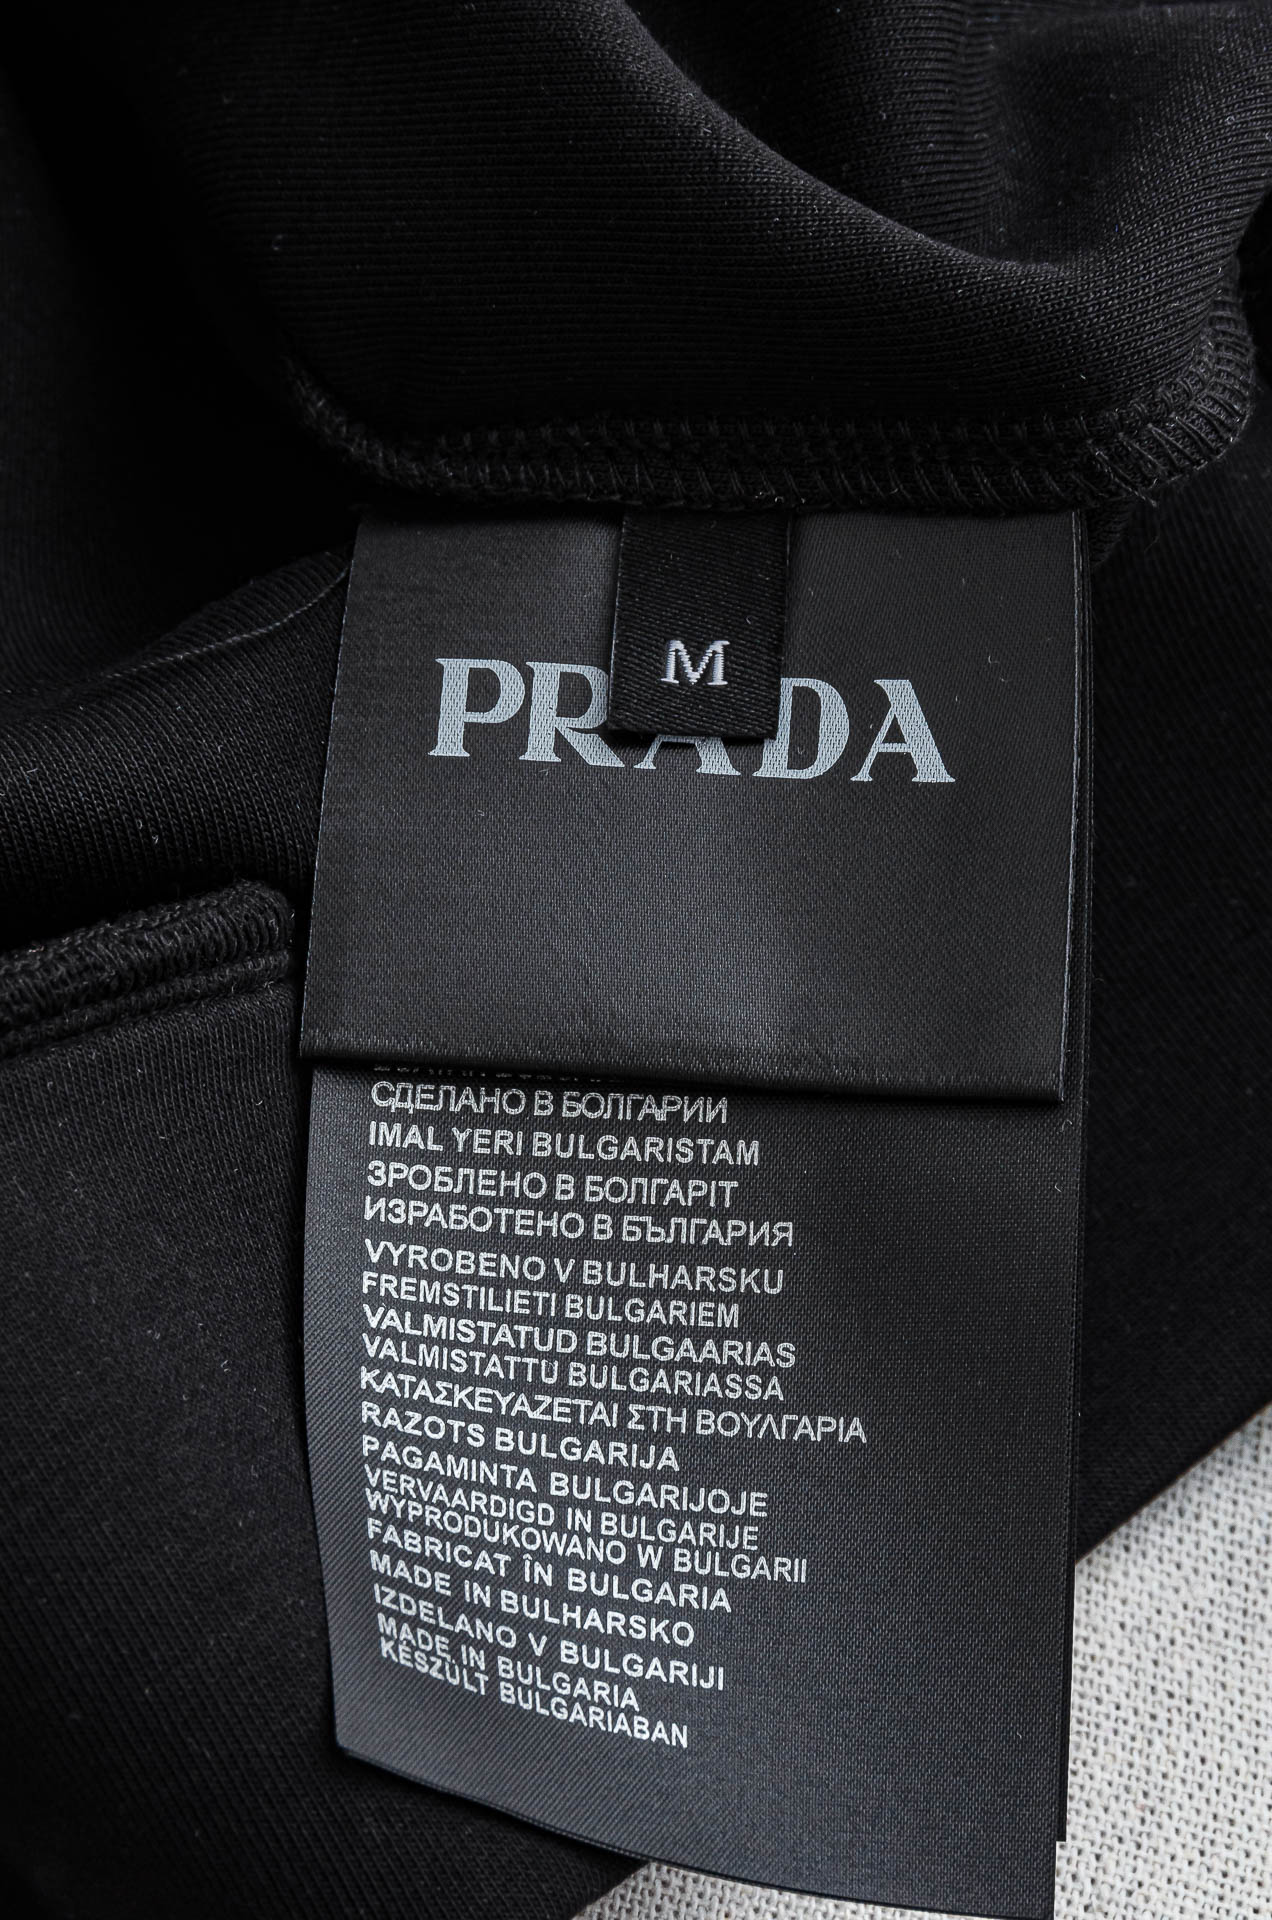 M
PRADA
СДЕЛАНО В БОЛГАРИИ
IMAL YERI BULGARISTAM
ЗРОБЛЕНО В БОЛГАРІТ
ИЗРАБОТЕНО В БЪЛГАРИЯ
VYROBENO V BULHARSKU
FREMSTILIETI BULGARIEM
VALMISTATUD BULGAARIAS
VALMISTATTU BULGARIASSA
ΚΑΤΑΣΚΕΥΑΖΕΤΑΙ ΣΤΗ ΒΟΥΛΓΑΡΙΑ
RAZOTS BULGARIJA
PAGAMINTA BULGARIJOJE
VERVAARDIGD IN BULGARIJE
WYPRODUKOWANO W BULGARII
FABRICAT ÎN BULGARIA
MADE IN BULHARSKO
IZDELANO V BULGARIJI
MADE IN BULGARIA
KÉSZÜLT BULGARIABAN